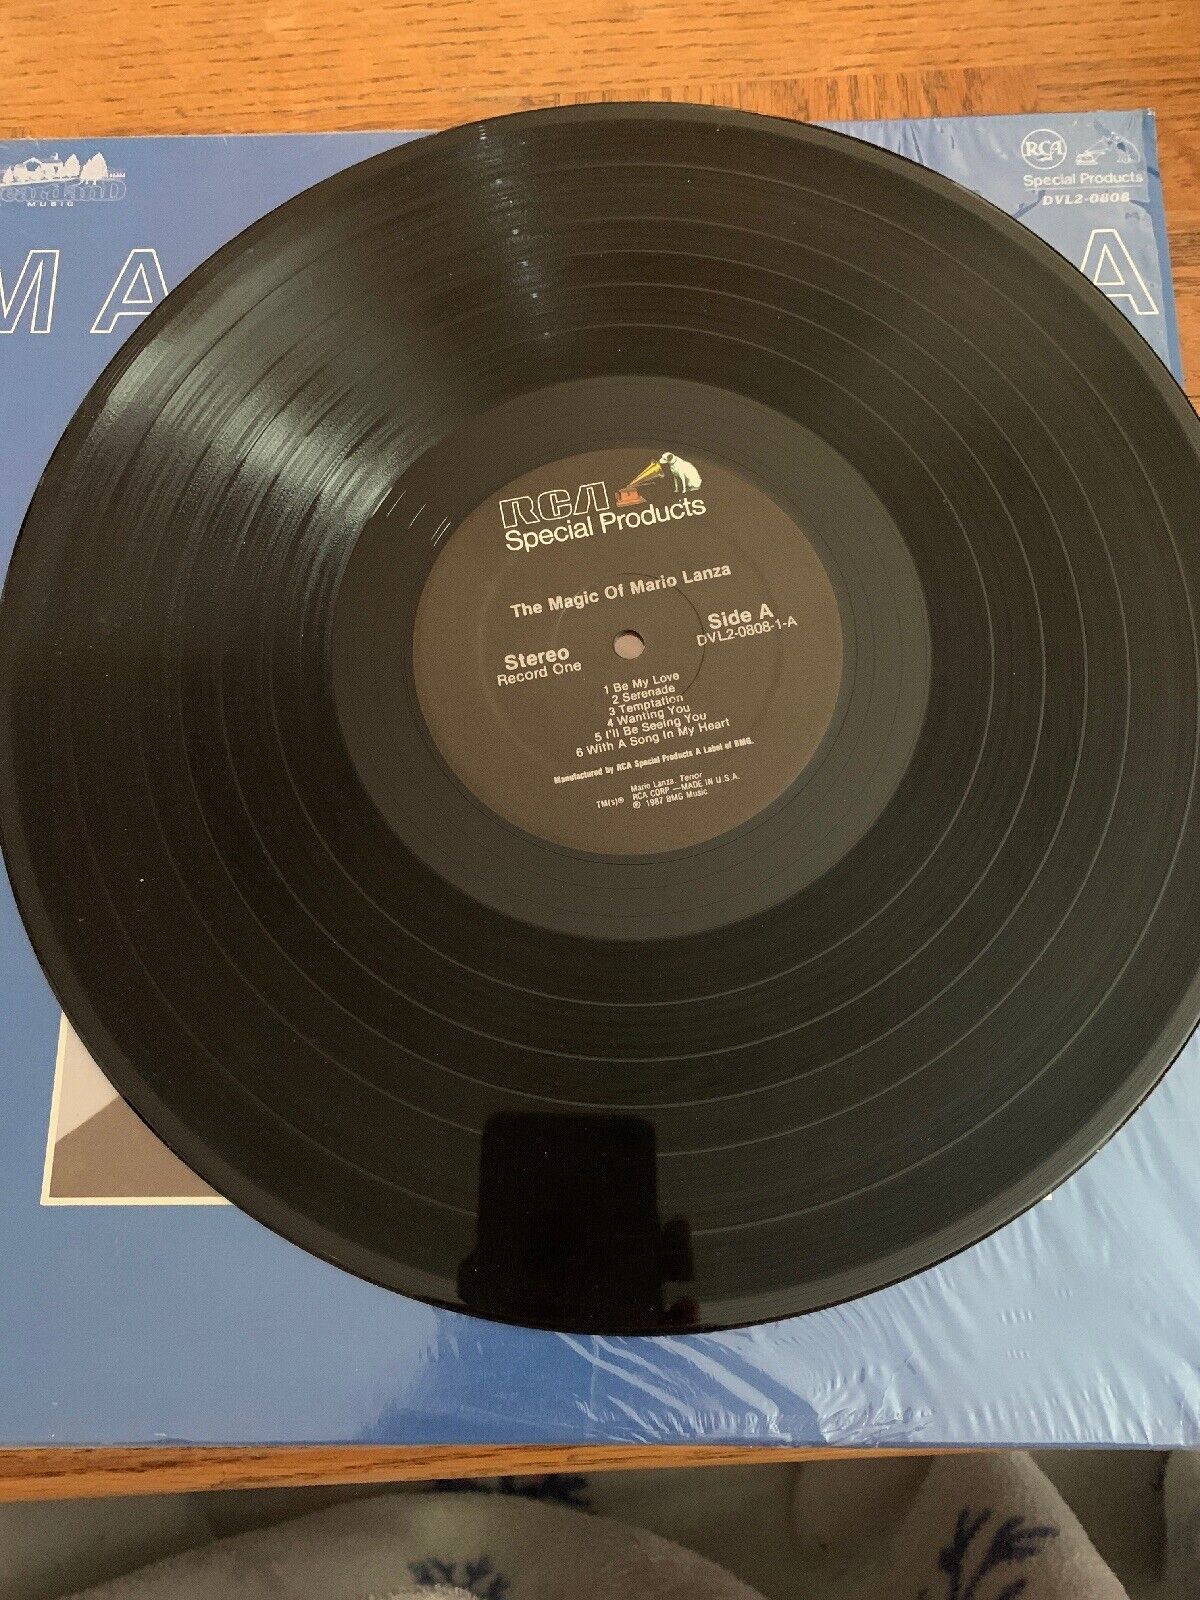 MUSIC
RCA
Special Products
DVL2-0808
MA
A
RCA
Special Products
The Magic Of Mario Lanza
Side A
DVL2-0808-1-A
Stereo
Record One
1 Be My Love
2 Serenade
3 Temptation
4 Wanting You
5 I'll Be Seeing You
6 With A Song In My Heart
Manufactured by RCA Special Products A Label of BMG.
Mario Lanza, Tenor
TM(s)® RCA CORP —MADE IN U.S.A.
℗ 1987 BMG Music